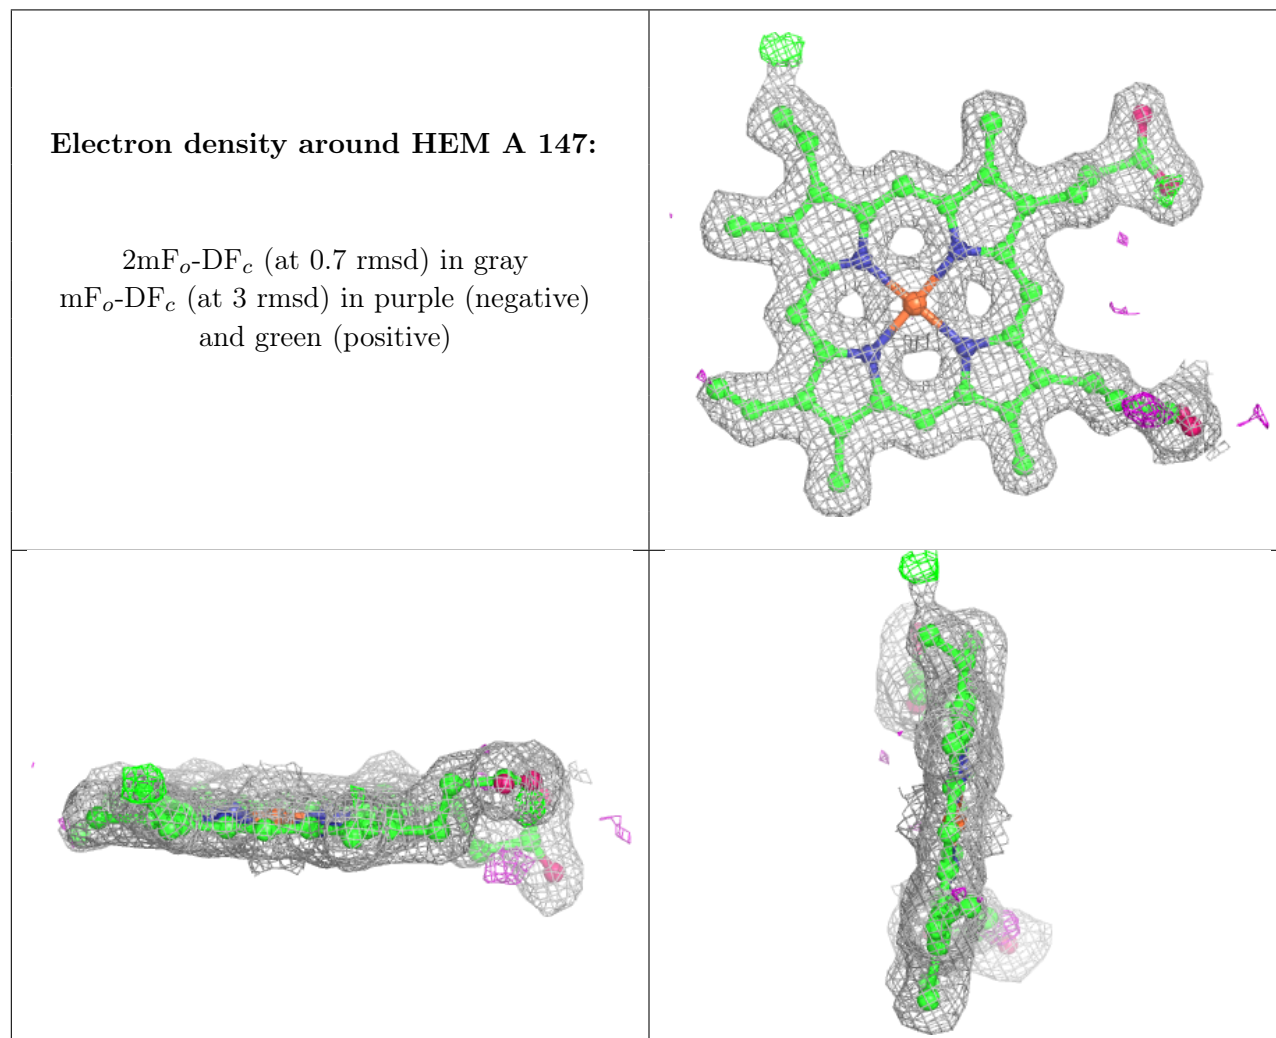 Electron density around HEM A 147:
2mFₒ-DF𝒸 (at 0.7 rmsd) in gray
mFₒ-DF𝒸 (at 3 rmsd) in purple (negative)
and green (positive)